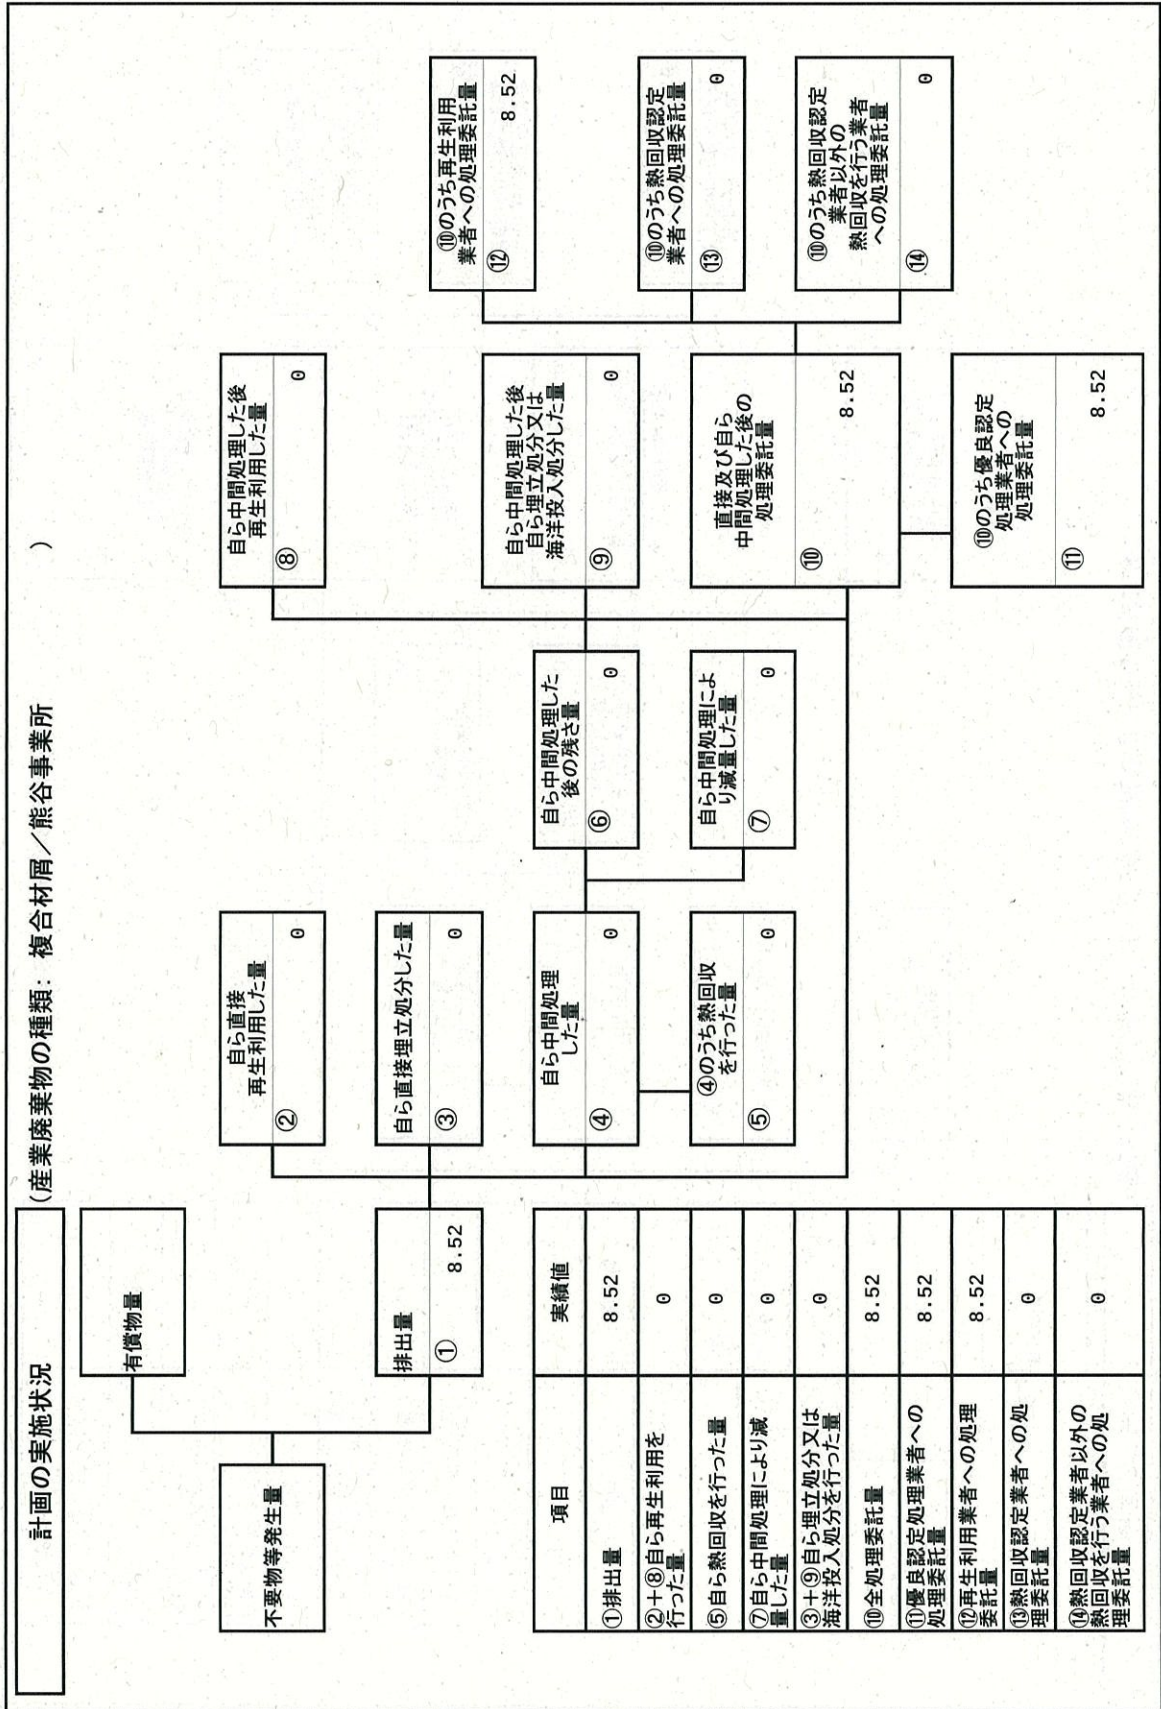 計画の実施状況
(産業廃棄物の種類: 複合材屑/熊谷事業所 )
不要物等発生量
有償物量
排出量
① 8.52
自ら直接
再生利用した量
② 0
自ら直接埋立処分した量
③ 0
自ら中間処理
した量
④ 0
④のうち熱回収
を行った量
⑤ 0
自ら中間処理した
後の残さ量
⑥ 0
自ら中間処理によ
り減量した量
⑦ 0
自ら中間処理した後
再生利用した量
⑧ 0
自ら中間処理した後
自ら埋立処分又は
海洋投入処分した量
⑨ 0
直接及び自ら
中間処理した後の
処理委託量
⑩ 8.52
⑩のうち優良認定
処理業者への
処理委託量
⑪ 8.52
⑩のうち再生利用
業者への処理委託量
⑫ 8.52
⑩のうち熱回収認定
業者への処理委託量
⑬ 0
⑩のうち熱回収認定
業者以外の
熱回収を行う業者
への処理委託量
⑭ 0
項目 実績値
①排出量 8.52
②+⑧自ら再生利用を
行った量 0
⑤自ら熱回収を行った量 0
⑦自ら中間処理により減
量した量 0
③+⑨自ら埋立処分又は
海洋投入処分を行った量 0
⑩全処理委託量 8.52
⑪優良認定処理業者への
処理委託量 8.52
⑫再生利用業者への処理
委託量 8.52
⑬熱回収認定業者への処
理委託量 0
⑭熱回収認定業者以外の
熱回収を行う業者への処
理委託量 0